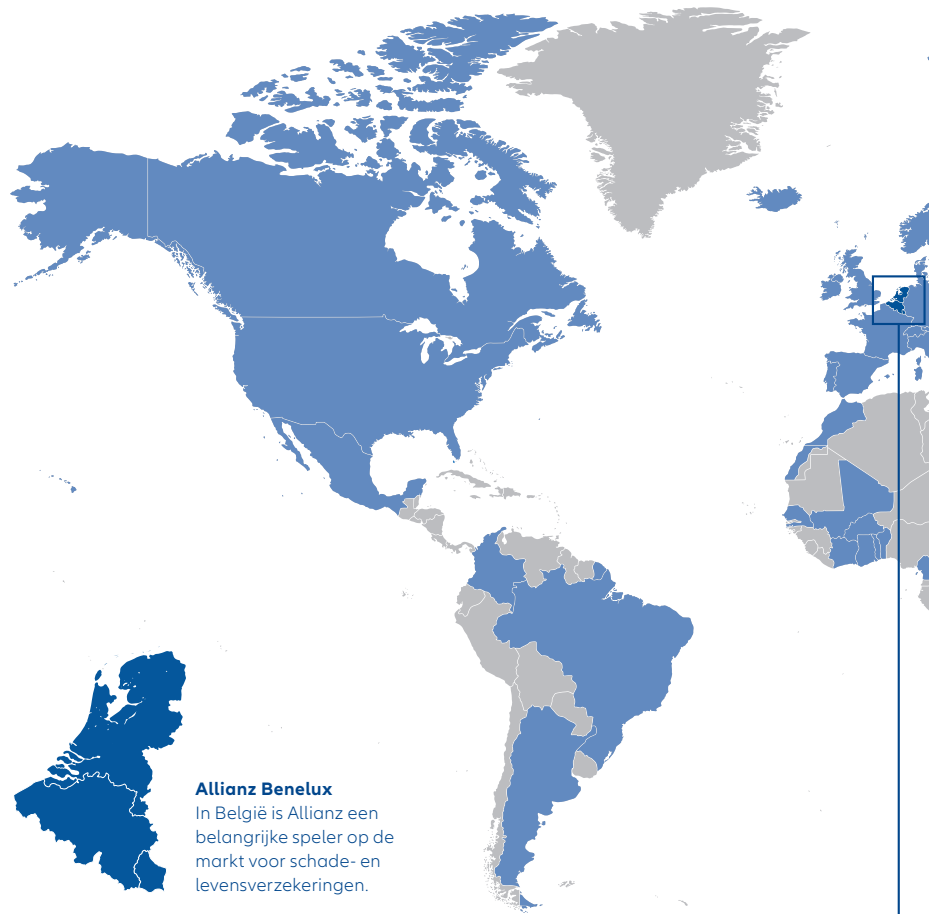 Allianz Benelux
In België is Allianz een
belangrijke speler op de
markt voor schade- en
levensverzekeringen.